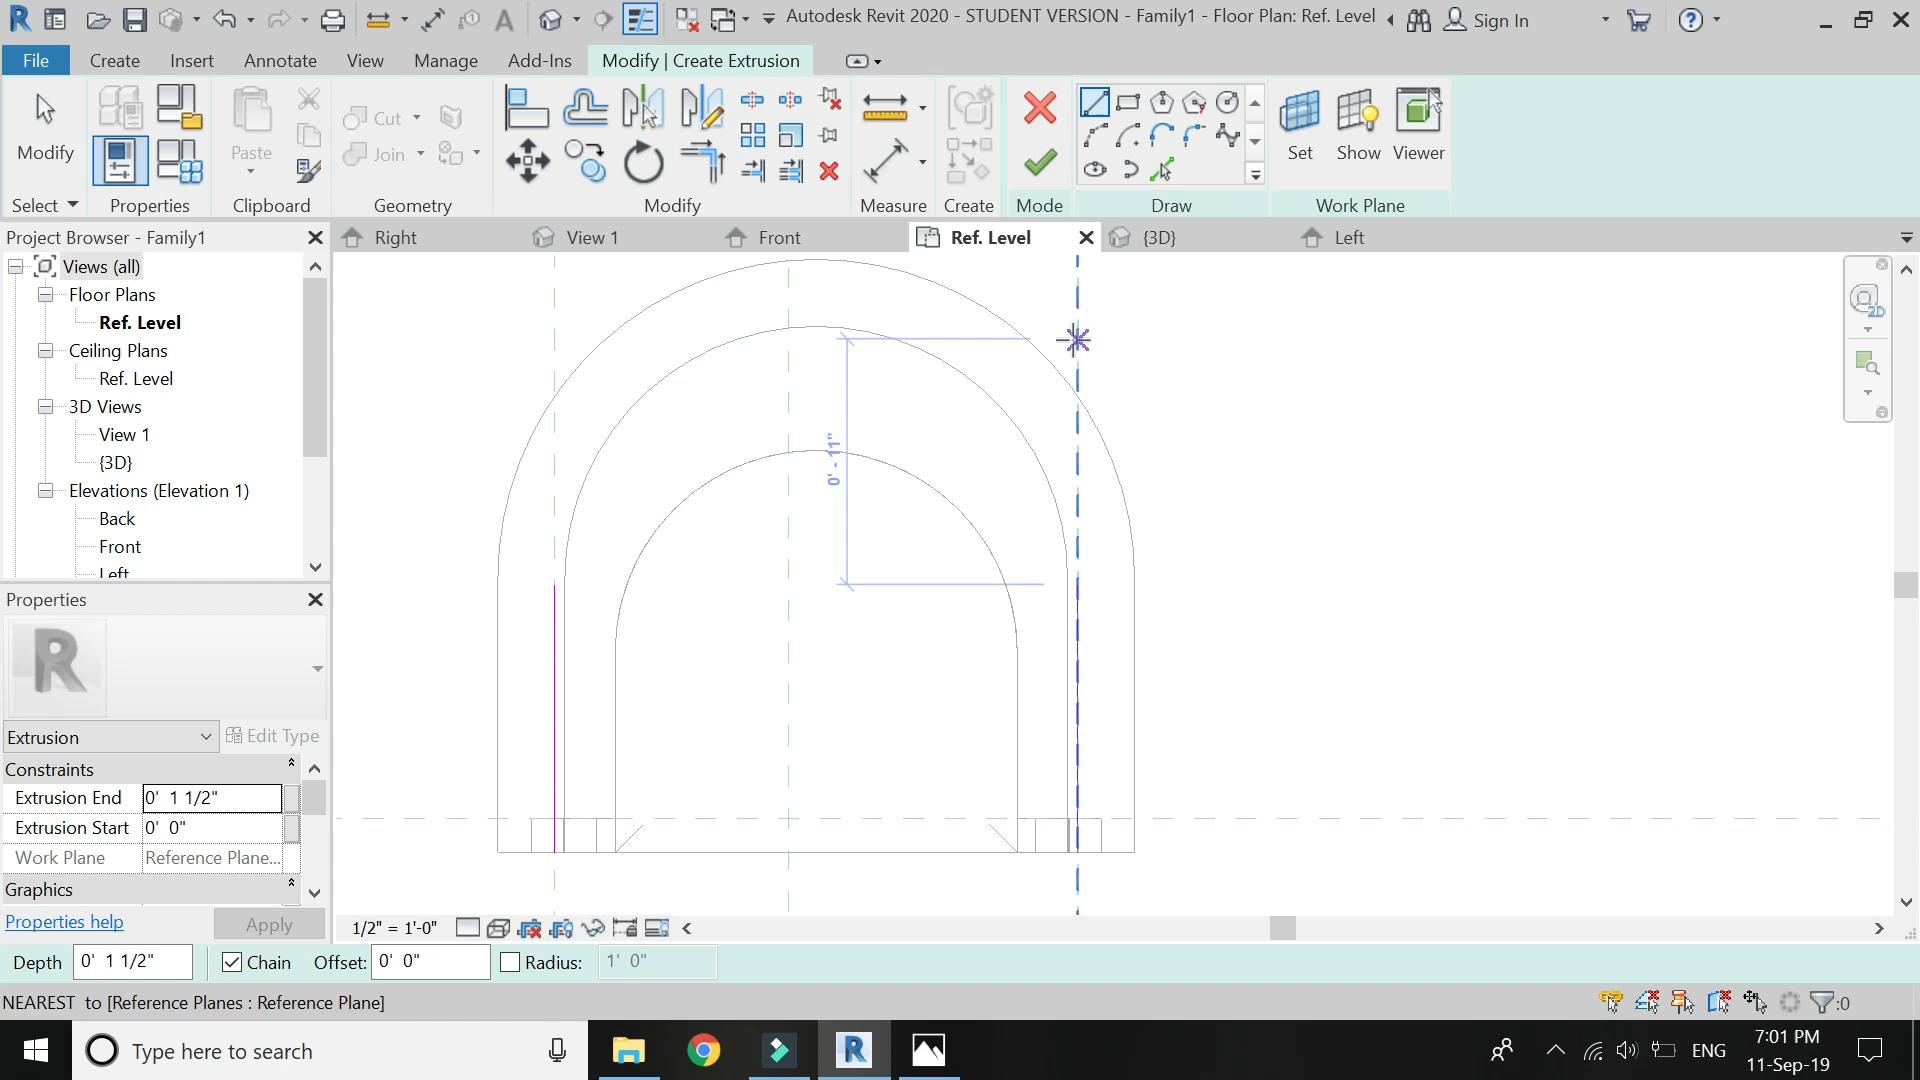 Autodesk Revit 2020 - STUDENT VERSION - Family1 - Floor Plan: Ref. Level
Sign In
File
Create
Insert
Annotate
View
Manage
Add-Ins
Modify | Create Extrusion
Modify
Paste
Cut
Join
Set
Show
Viewer
Select
Properties
Clipboard
Geometry
Modify
Measure
Create
Mode
Draw
Work Plane
Project Browser - Family1
Right
View 1
Front
Ref. Level
{3D}
Left
Views (all)
Floor Plans
Ref. Level
Ceiling Plans
Ref. Level
3D Views
View 1
{3D}
Elevations (Elevation 1)
Back
Front
Left
2D
0' - 11"
Properties
R
Extrusion
Edit Type
Constraints
Extrusion End 0' 1 1/2"
Extrusion Start 0' 0"
Work Plane Reference Plane...
Graphics
Properties help
Apply
1/2" = 1'-0"
Depth 0' 1 1/2"
Chain
Offset: 0' 0"
Radius: 1' 0"
NEAREST to [Reference Planes : Reference Plane]
:0
Type here to search
ENG
7:01 PM
11-Sep-19